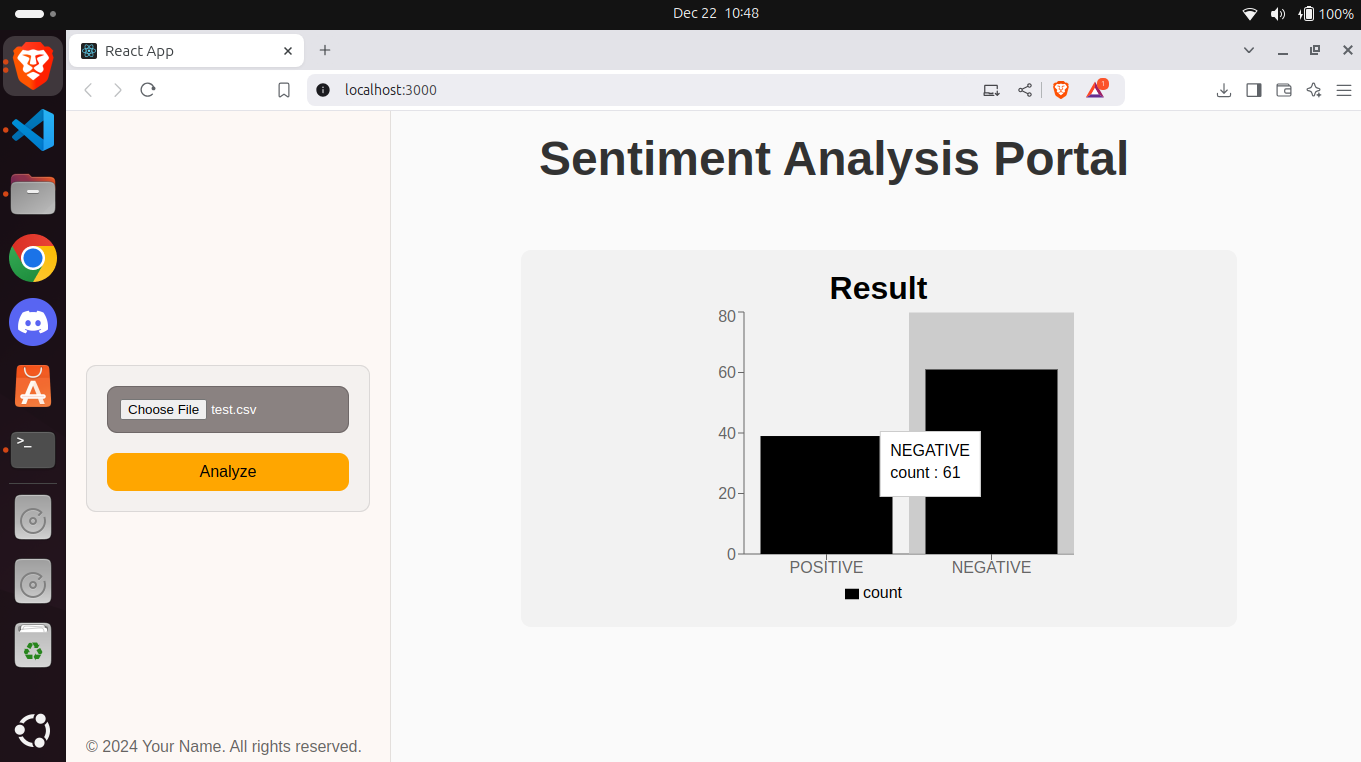 Dec 22 10:48
100%
React App
localhost:3000
1
Sentiment Analysis Portal
Result
80
60
40
20
0
NEGATIVE
count : 61
POSITIVE
NEGATIVE
count
Choose File test.csv
Analyze
>_
© 2024 Your Name. All rights reserved.